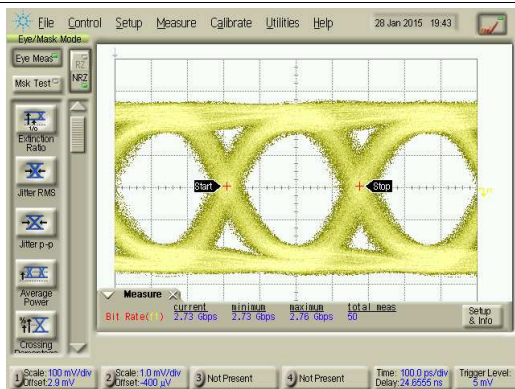 File Control Setup Measure Calibrate Utilities Help 28 Jan 2015 19:43
Eye/Mask Mode
Eye Meas
RZ
NRZ
Msk Test
1/0
Extinction
Ratio
Jitter RMS
Jitter p-p
Average
Power
Crossing
Start
Stop
Measure
current minimum maximum total meas
Bit Rate( 2.73 Gbps 2.73 Gbps 2.76 Gbps 50
Setup
& Info
1 Scale:100 mV/div
Offset:2.9 mV
2 Scale:1.0 mV/div
Offset:-400 µV
3 Not Present
4 Not Present
Time:100.0 ps/div
Delay:24.6555 ns
Trigger Level:
5 mV